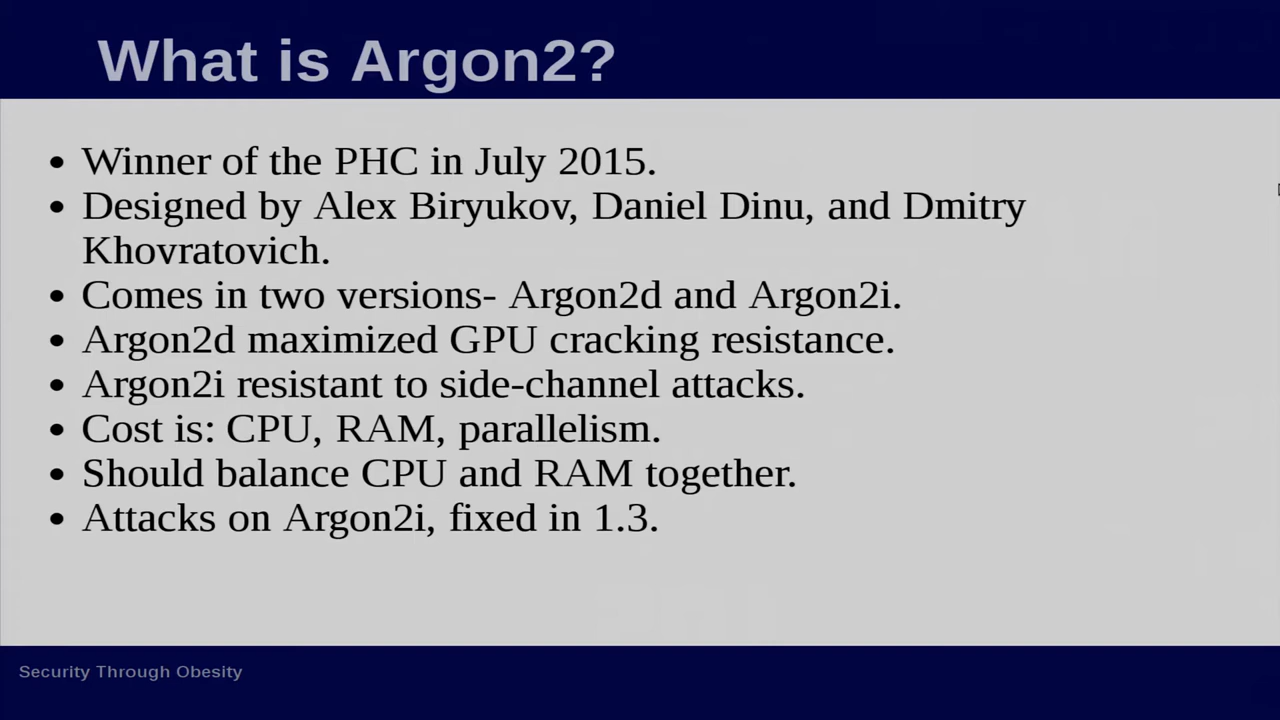 What is Argon2?
• Winner of the PHC in July 2015.
• Designed by Alex Biryukov, Daniel Dinu, and Dmitry
Khovratovich.
• Comes in two versions- Argon2d and Argon2i.
• Argon2d maximized GPU cracking resistance.
• Argon2i resistant to side-channel attacks.
• Cost is: CPU, RAM, parallelism.
• Should balance CPU and RAM together.
• Attacks on Argon2i, fixed in 1.3.
Security Through Obesity